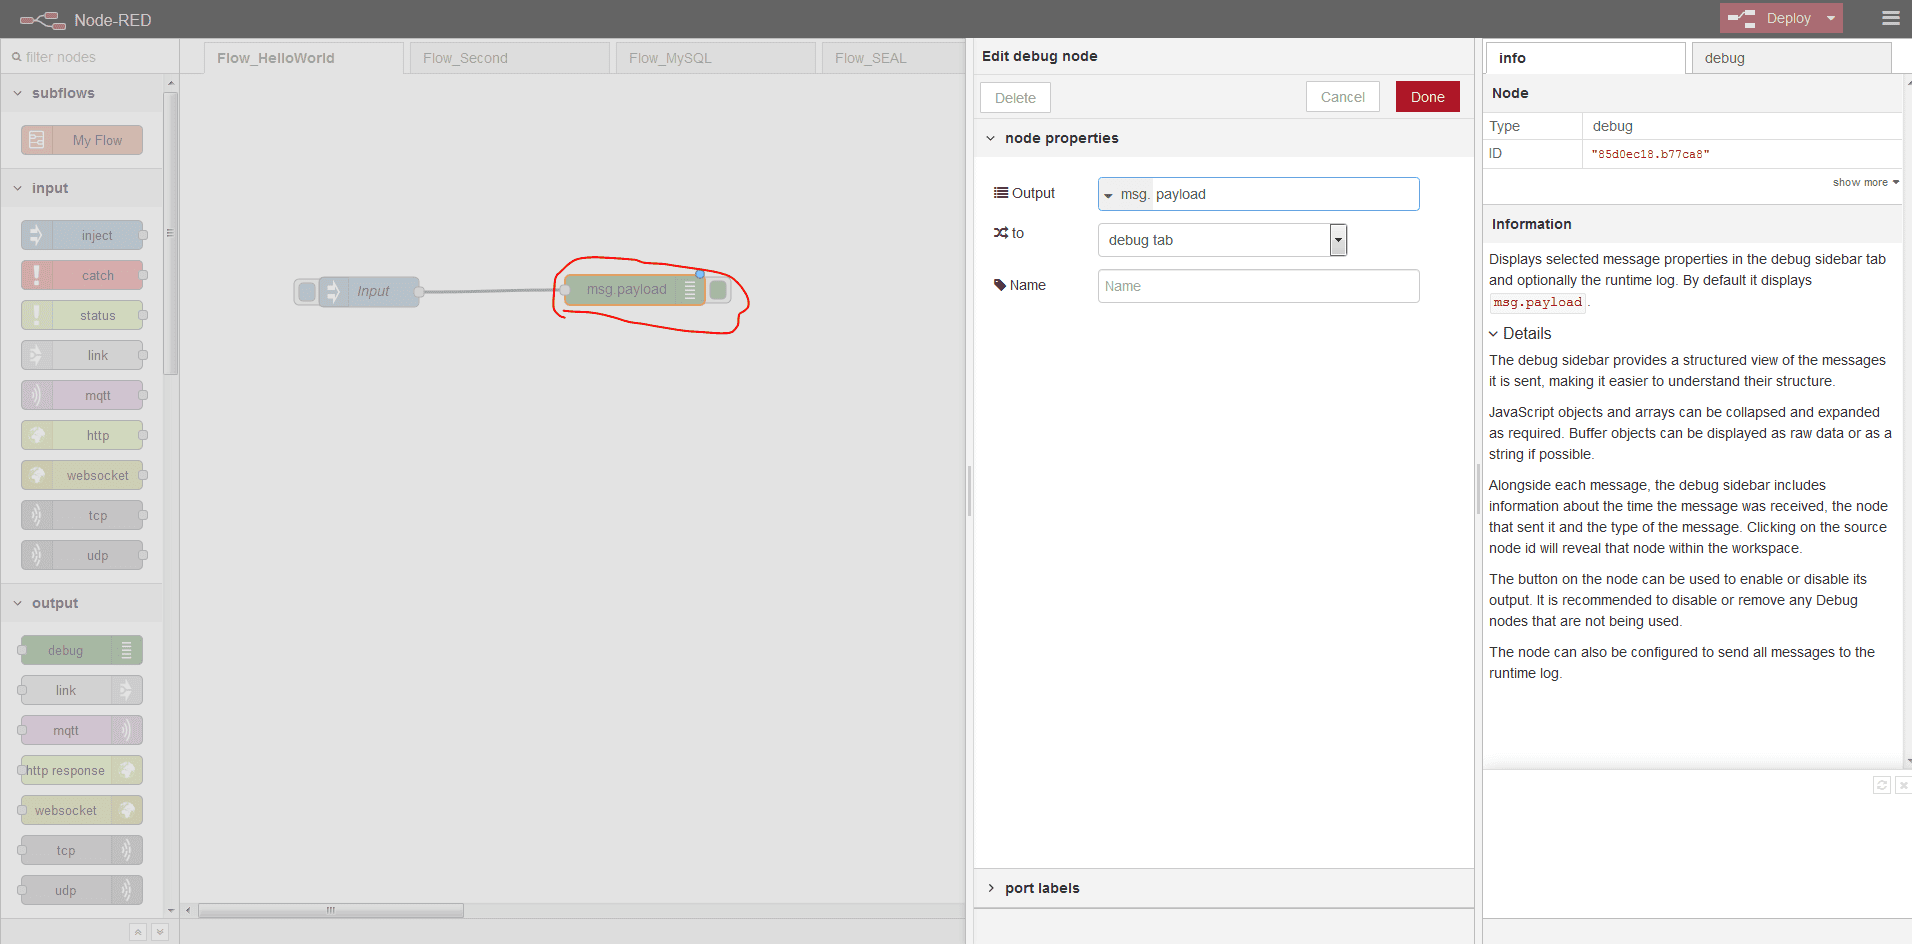 Node-RED
Deploy
filter nodes
Flow_HelloWorld
Flow_Second
Flow_MySQL
Flow_SEAL
subflows
My Flow
input
inject
catch
status
link
mqtt
http
websocket
tcp
udp
output
debug
link
mqtt
http response
websocket
tcp
udp
Input
msg.payload
Edit debug node
Delete
Cancel
Done
node properties
Output
msg. payload
to
debug tab
Name
Name
port labels
info
debug
Node
Type debug
ID "85d0ec18.b77ca8"
show more
Information
Displays selected message properties in the debug sidebar tab
and optionally the runtime log. By default it displays
msg.payload .
Details
The debug sidebar provides a structured view of the messages
it is sent, making it easier to understand their structure.
JavaScript objects and arrays can be collapsed and expanded
as required. Buffer objects can be displayed as raw data or as a
string if possible.
Alongside each message, the debug sidebar includes
information about the time the message was received, the node
that sent it and the type of the message. Clicking on the source
node id will reveal that node within the workspace.
The button on the node can be used to enable or disable its
output. It is recommended to disable or remove any Debug
nodes that are not being used.
The node can also be configured to send all messages to the
runtime log.